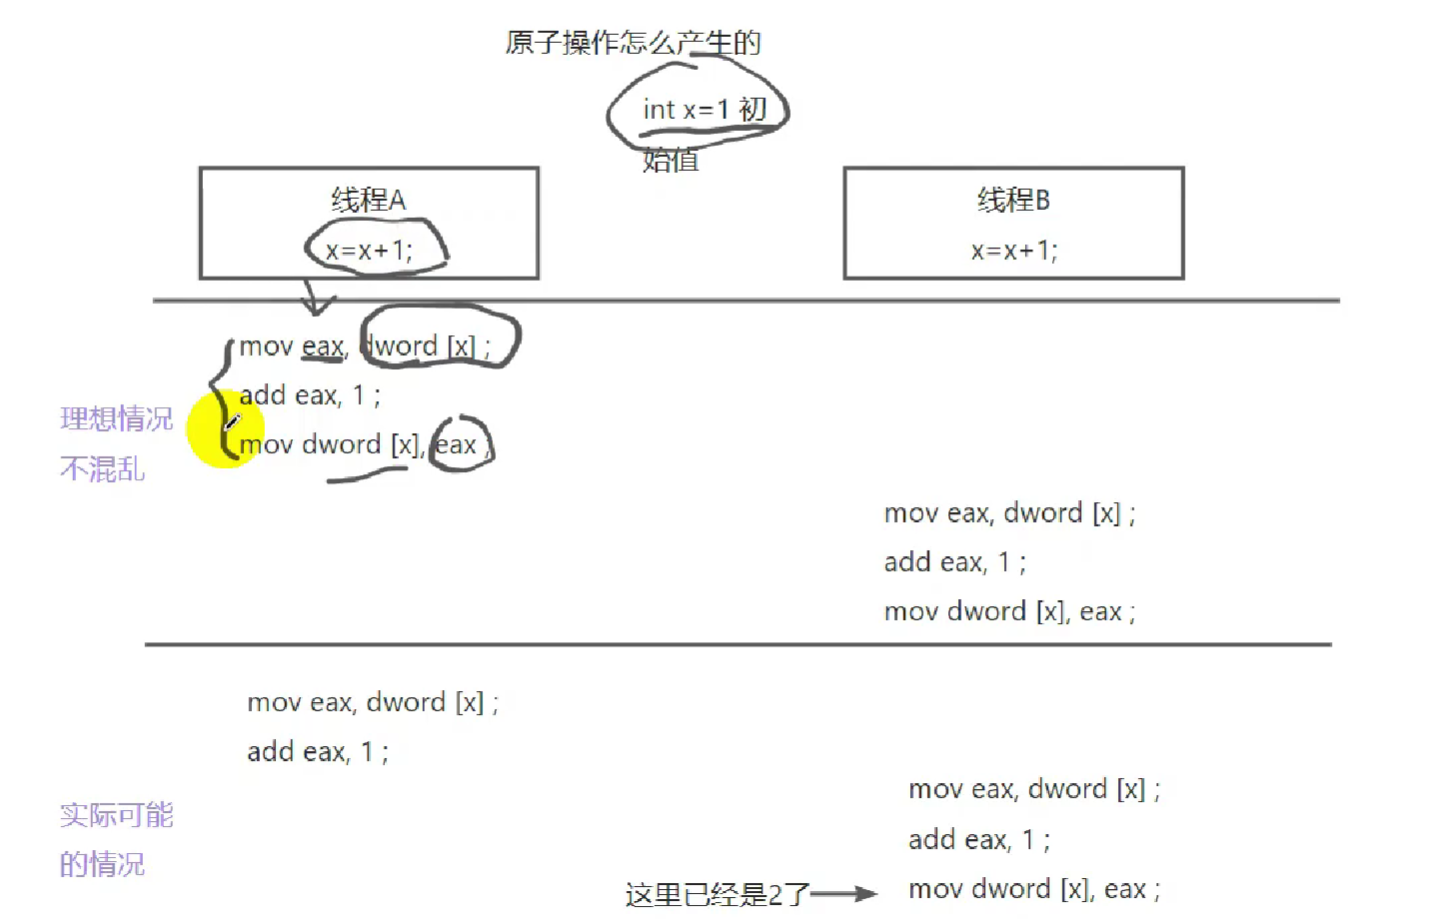 原子操作怎么产生的
int x=1 初
始值
线程A
x=x+1;
线程B
x=x+1;
理想情况
不混乱
mov eax, dword [x] ;
add eax, 1 ;
mov dword [x], eax ;
mov eax, dword [x] ;
add eax, 1 ;
mov dword [x], eax ;
实际可能
的情况
mov eax, dword [x] ;
add eax, 1 ;
mov eax, dword [x] ;
add eax, 1 ;
这里已经是2了
mov dword [x], eax ;